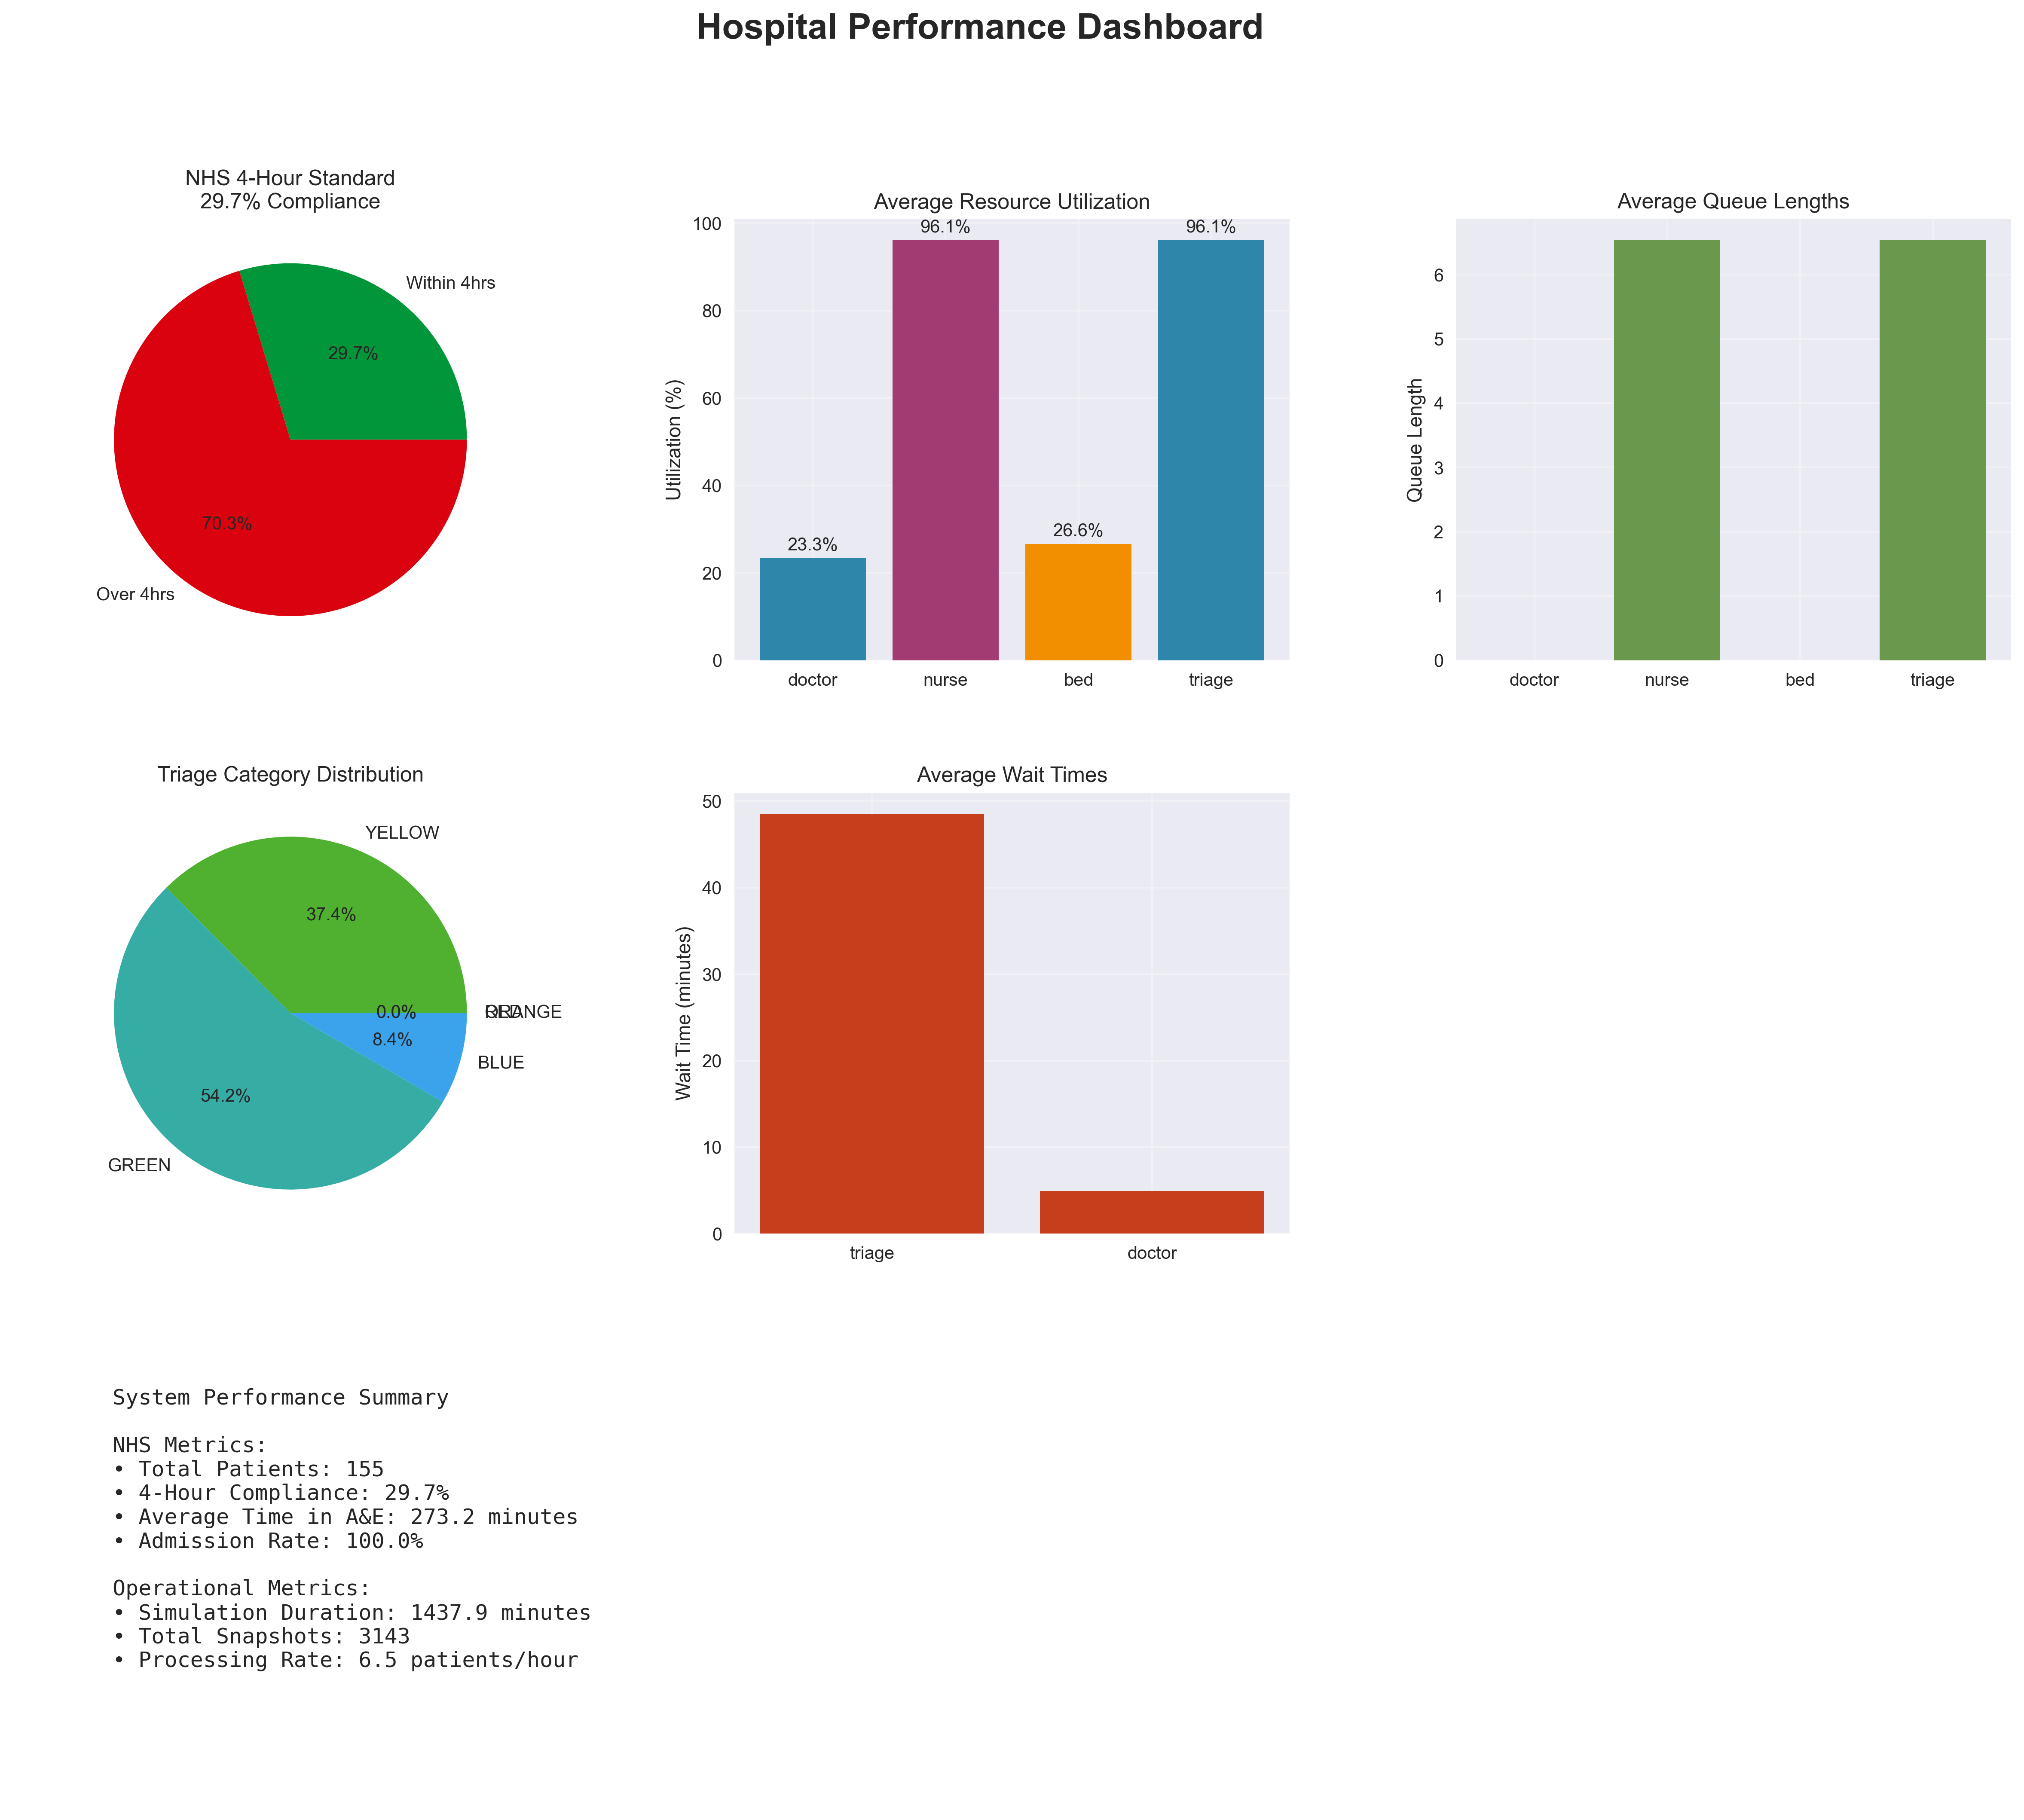 Hospital Performance Dashboard
NHS 4-Hour Standard
29.7% Compliance
Within 4hrs
29.7%
70.3%
Over 4hrs
Average Resource Utilization
Utilization (%)
100
80
60
40
20
0
23.3%
96.1%
26.6%
96.1%
doctor nurse bed triage
Average Queue Lengths
Queue Length
6
5
4
3
2
1
0
doctor nurse bed triage
Triage Category Distribution
YELLOW
37.4%
0.0%
ORANGE
RED
8.4%
BLUE
54.2%
GREEN
Average Wait Times
Wait Time (minutes)
50
40
30
20
10
0
triage doctor
System Performance Summary
NHS Metrics:
• Total Patients: 155
• 4-Hour Compliance: 29.7%
• Average Time in A&E: 273.2 minutes
• Admission Rate: 100.0%
Operational Metrics:
• Simulation Duration: 1437.9 minutes
• Total Snapshots: 3143
• Processing Rate: 6.5 patients/hour